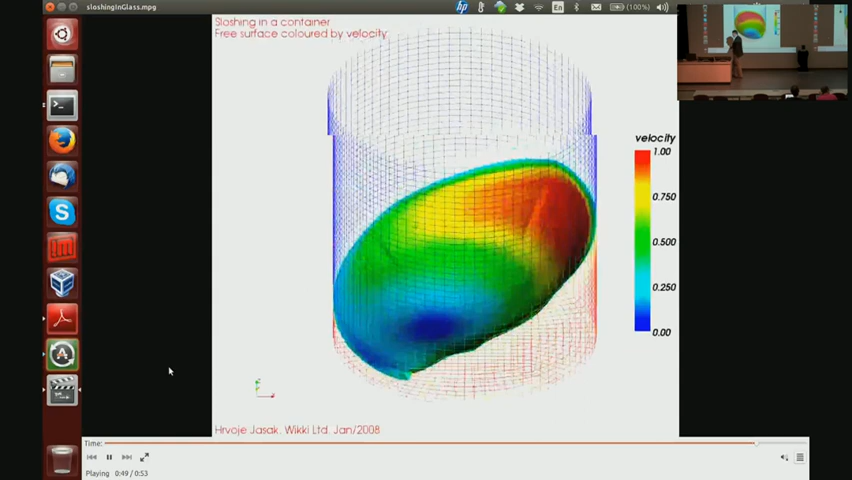 sloshingInGlass.mpg
hp
En
(100%)
Sloshing in a container
Free surface coloured by velocity
velocity
1.00
0.750
0.500
0.250
0.00
Hrvoje Jasak. Wikki Ltd. Jan/2008
Time:
Playing 0:49 / 0:53